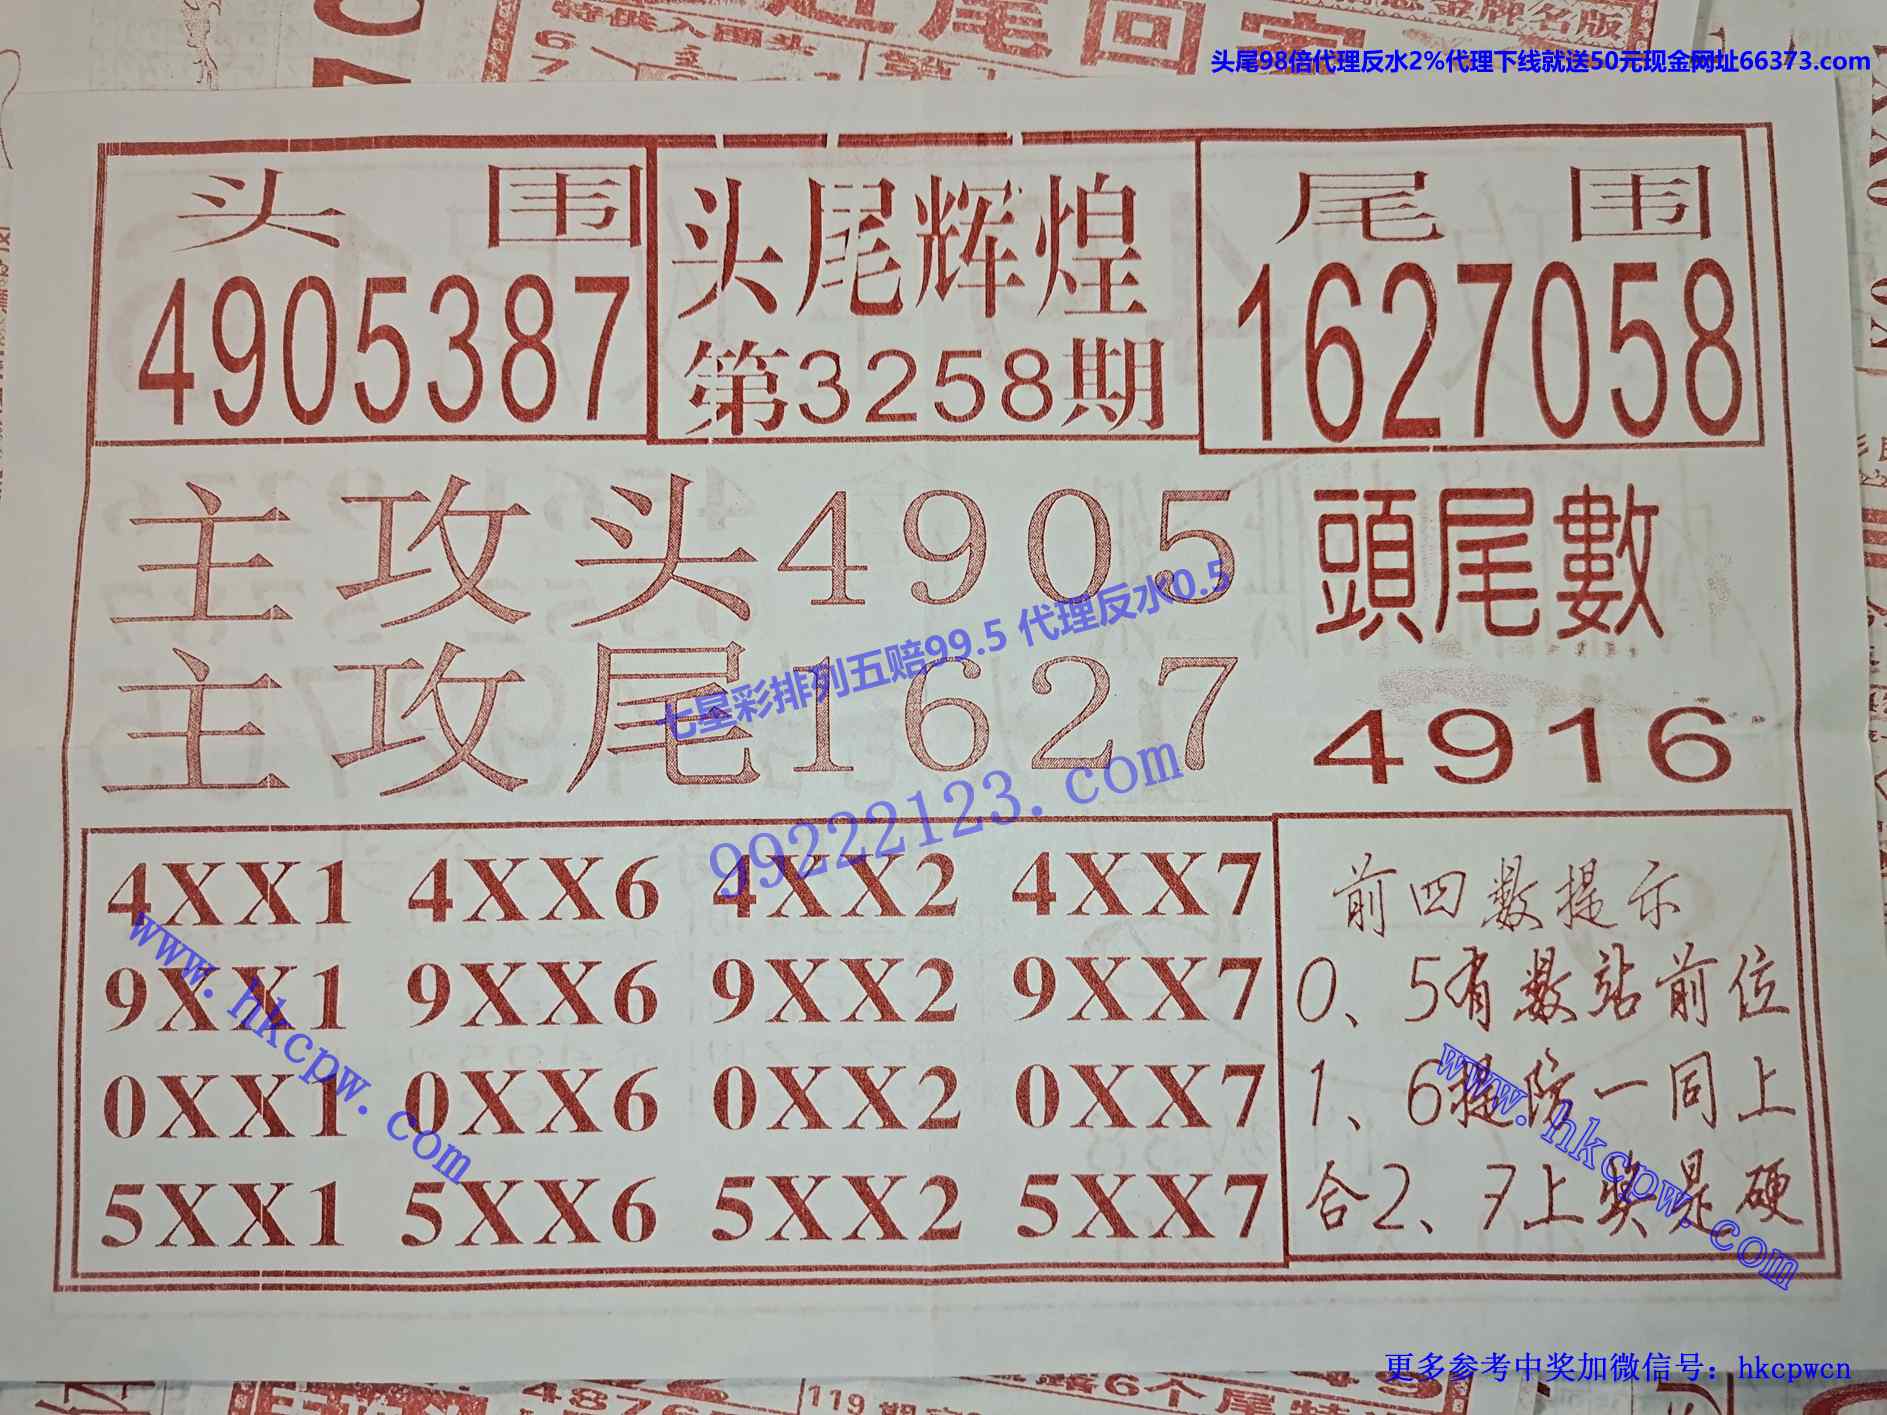 特供入围头
头尾98倍代理反水2%代理下线就送50元现金网址66373.com
头 围
4905387
头尾辉煌
第3258期
尾 围
1627058
主攻头4905
主攻尾1627
頭尾數
4916
七星彩排列五赔99.5 代理反水0.5
99222123.com
4XX1 4XX6 4XX2 4XX7
9XX1 9XX6 9XX2 9XX7
0XX1 0XX6 0XX2 0XX7
5XX1 5XX6 5XX2 5XX7
前四数提示
0、5有数站前位
1、6提防一同上
合2、7上奖是硬
www.hkcpw.com
www.hkcpw.com
更多参考中奖加微信号：hkcpwcn